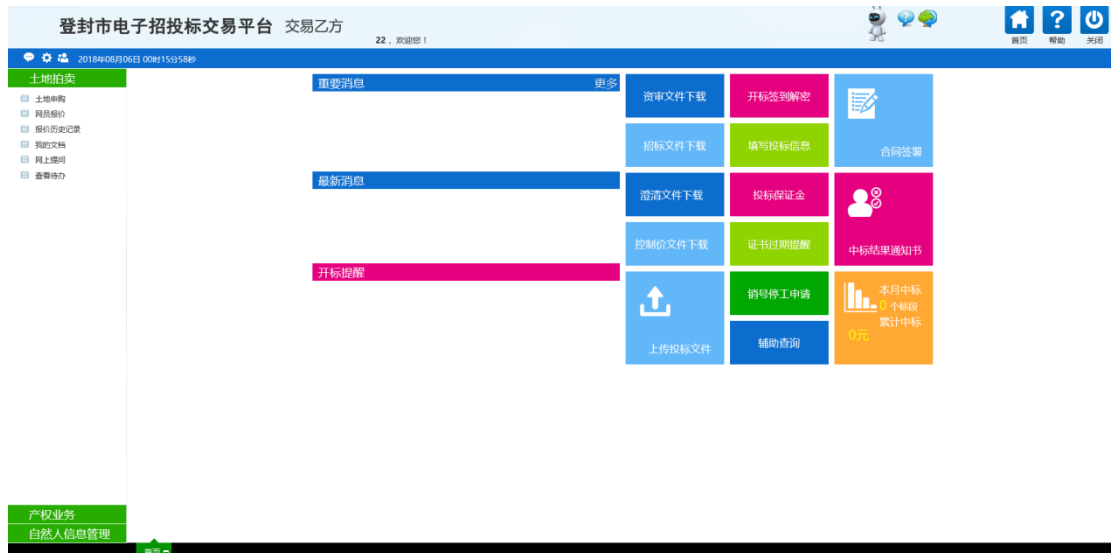 登封市电子招投标交易平台 交易乙方
22，欢迎您！
首页
帮助
关闭
2018年08月06日 00时15分58秒
土地拍卖
土地申购
网员报价
报价历史记录
我的文档
网上提问
查看待办
产权业务
自然人信息管理
重要消息 更多
最新消息
开标提醒
资审文件下载
开标签到解密
合同签署
招标文件下载
填写投标信息
澄清文件下载
投标保证金
中标结果通知书
控制价文件下载
证书过期提醒
上传投标文件
销号停工申请
辅助查询
本月中标
0 个标段
累计中标
0元
首页